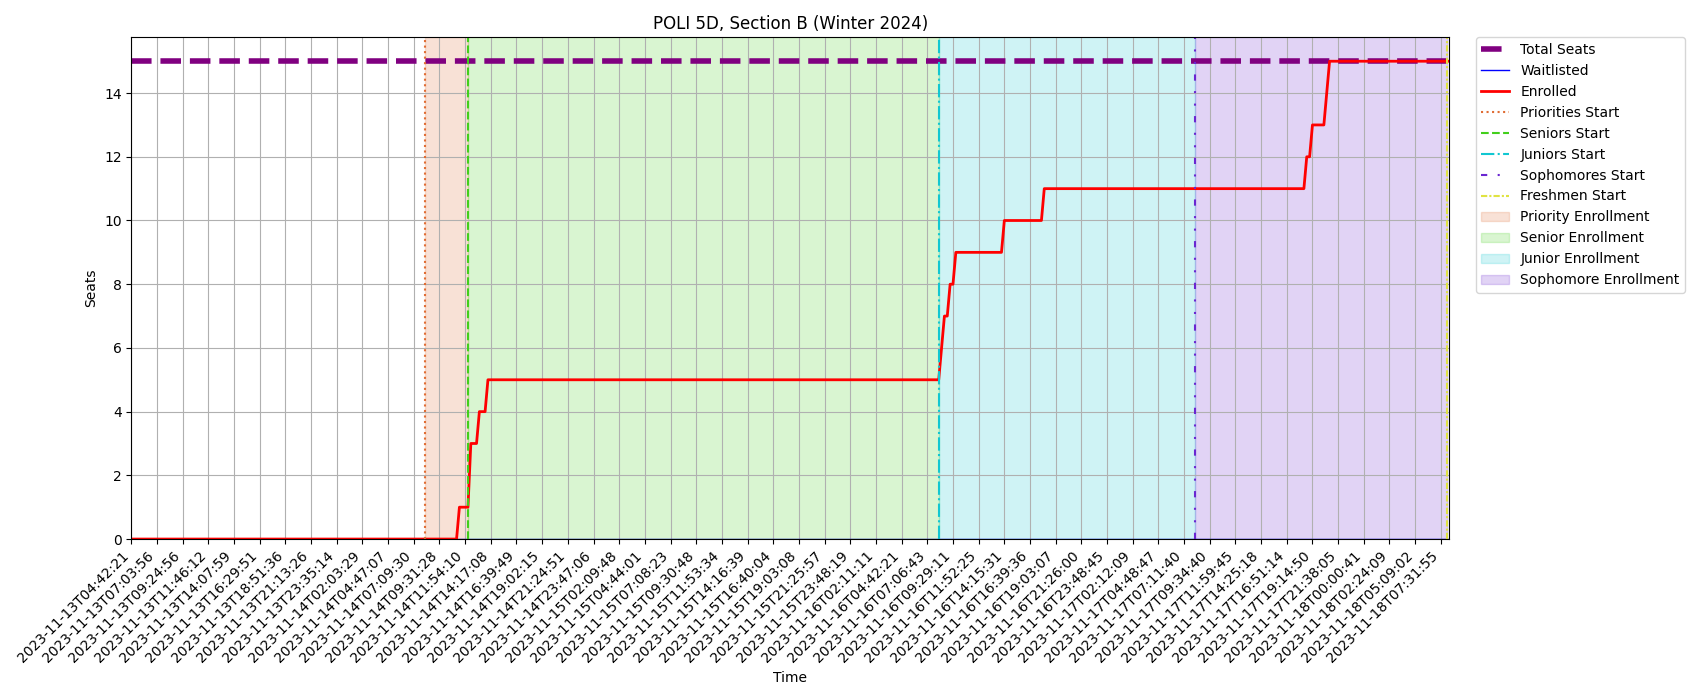 POLI 5D, Section B (Winter 2024)
Total Seats
Waitlisted
Enrolled
Priorities Start
Seniors Start
Juniors Start
Sophomores Start
Freshmen Start
Priority Enrollment
Senior Enrollment
Junior Enrollment
Sophomore Enrollment
Seats
14
12
10
8
6
4
2
0
2023-11-13T04:42:21
2023-11-13T07:03:56
2023-11-13T09:24:56
2023-11-13T11:46:12
2023-11-13T14:07:59
2023-11-13T16:29:51
2023-11-13T18:51:36
2023-11-13T21:13:26
2023-11-13T23:35:14
2023-11-14T02:03:29
2023-11-14T04:47:07
2023-11-14T07:09:30
2023-11-14T09:31:28
2023-11-14T11:54:10
2023-11-14T14:17:08
2023-11-14T16:39:49
2023-11-14T19:02:15
2023-11-14T21:24:51
2023-11-14T23:47:06
2023-11-15T02:09:48
2023-11-15T04:44:01
2023-11-15T07:08:23
2023-11-15T09:30:48
2023-11-15T11:53:34
2023-11-15T14:16:39
2023-11-15T16:40:04
2023-11-15T19:03:08
2023-11-15T21:25:57
2023-11-15T23:48:19
2023-11-16T02:11:11
2023-11-16T04:42:21
2023-11-16T07:06:43
2023-11-16T09:29:11
2023-11-16T11:52:25
2023-11-16T14:15:31
2023-11-16T16:39:36
2023-11-16T19:03:07
2023-11-16T21:26:00
2023-11-16T23:48:45
2023-11-17T02:12:09
2023-11-17T04:48:47
2023-11-17T07:11:40
2023-11-17T09:34:40
2023-11-17T11:59:45
2023-11-17T14:25:18
2023-11-17T16:51:14
2023-11-17T19:14:50
2023-11-17T21:38:05
2023-11-18T00:00:41
2023-11-18T02:24:09
2023-11-18T05:09:02
2023-11-18T07:31:55
Time